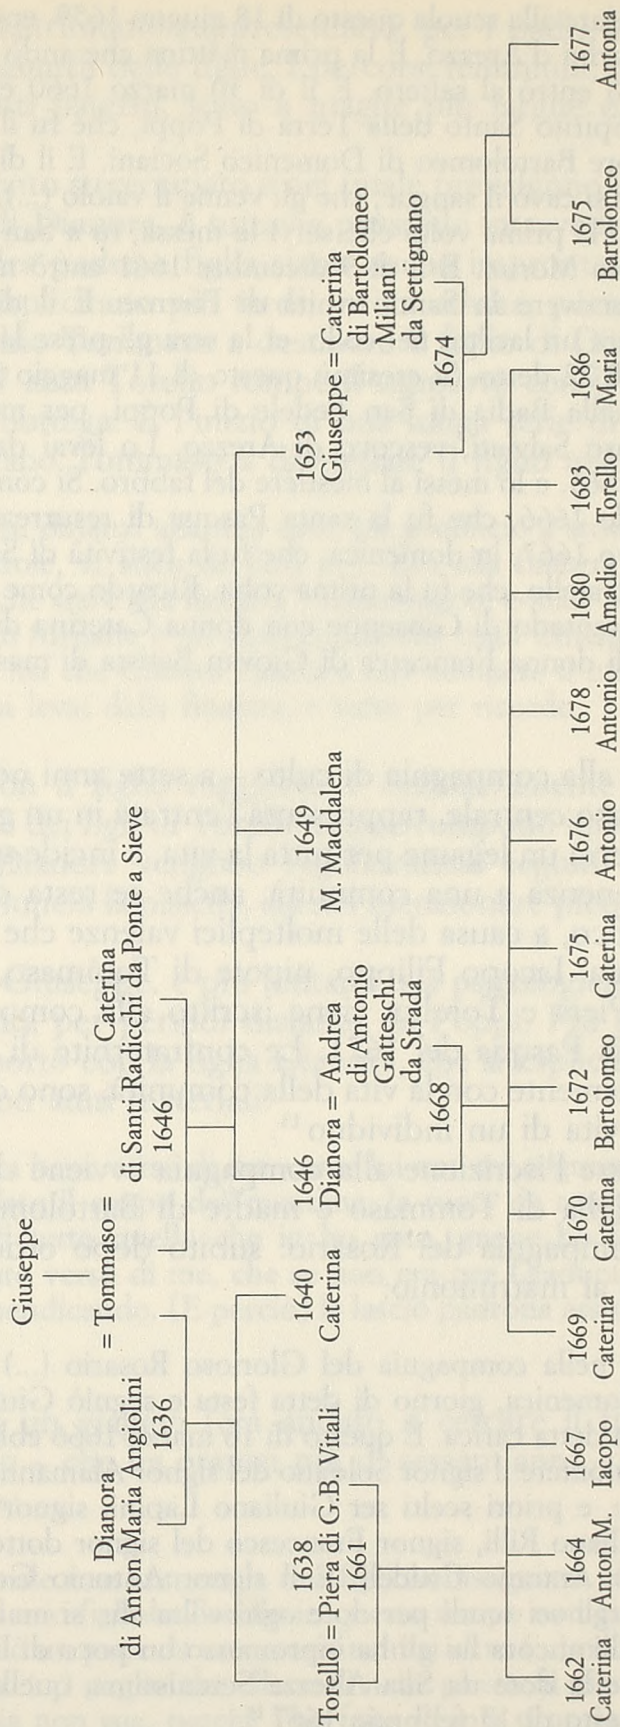 Giuseppe
Dianora = Tommaso = Caterina
di Anton Maria Angiolini di Santi Radicchi da Ponte a Sieve
1636 1646
1638 1640 1646 1649 1653
Torello = Piera di G.B. Vitali Caterina Dianora = Andrea M. Maddalena Giuseppe = Caterina
di Antonio di Bartolomeo
Gatteschi Miliani
da Strada da Settignano
1661 1668 1674
1662 1664 1667 1669 1670 1672 1675 1676 1678 1680 1683 1686 1675 1677
Caterina Anton M. Iacopo Caterina Caterina Bartolomeo Caterina Antonio Antonio Amadio Torello Maria Bartolomeo Antonia